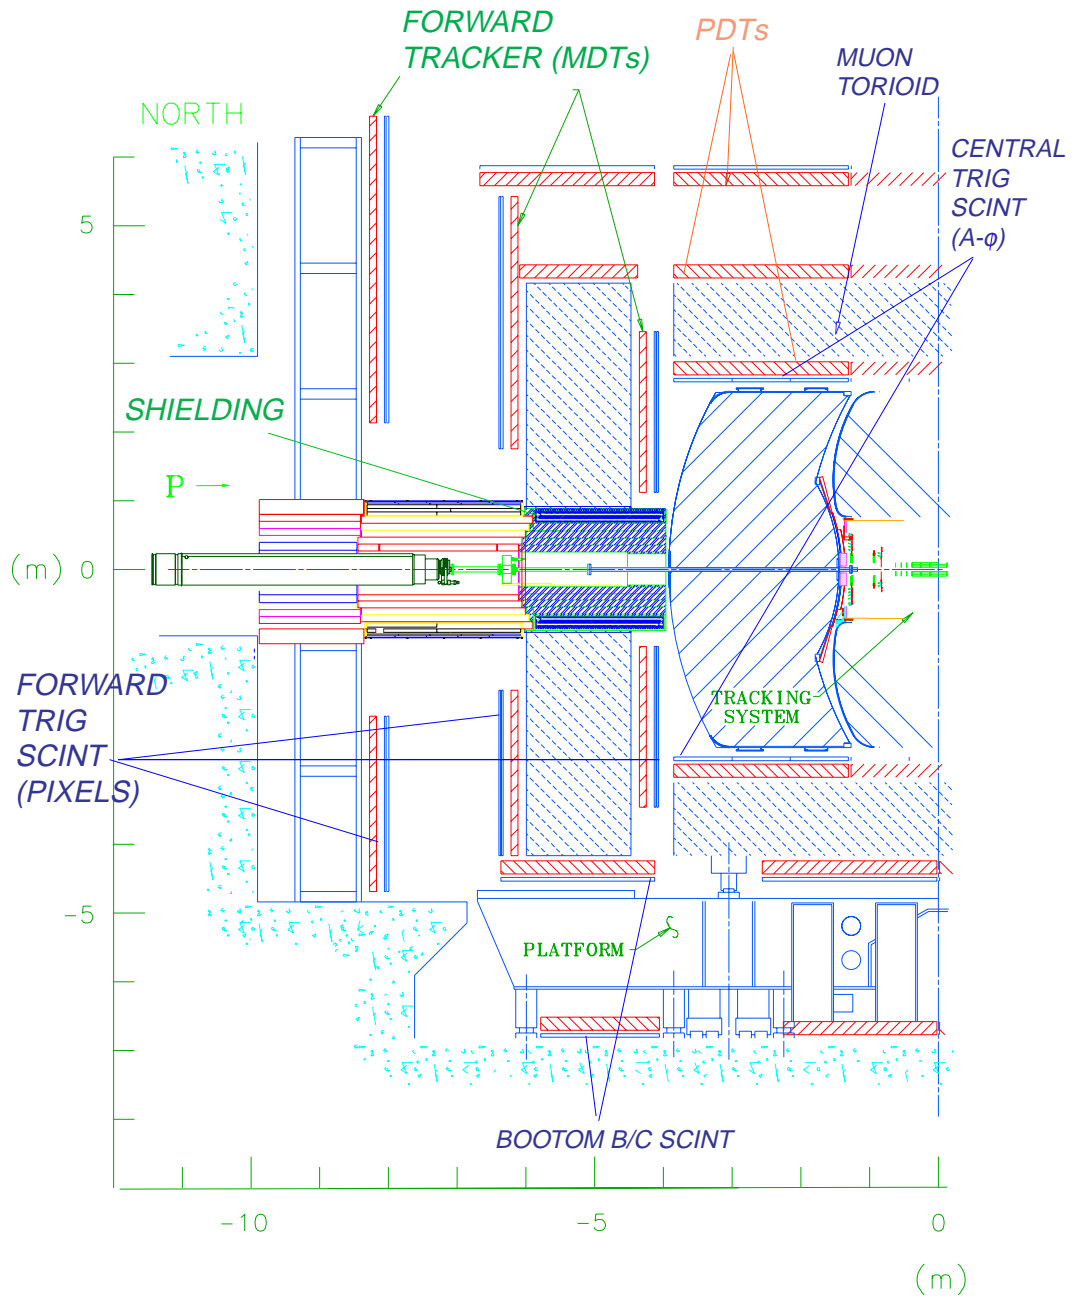 FORWARD
TRACKER (MDTs)
PDTs
MUON
TORIOID
NORTH
CENTRAL
TRIG
SCINT
(A-φ)
5
SHIELDING
P
(m) 0
FORWARD
TRIG
SCINT
(PIXELS)
TRACKING
SYSTEM
-5
PLATFORM
BOOTOM B/C SCINT
-10 -5 0
(m)